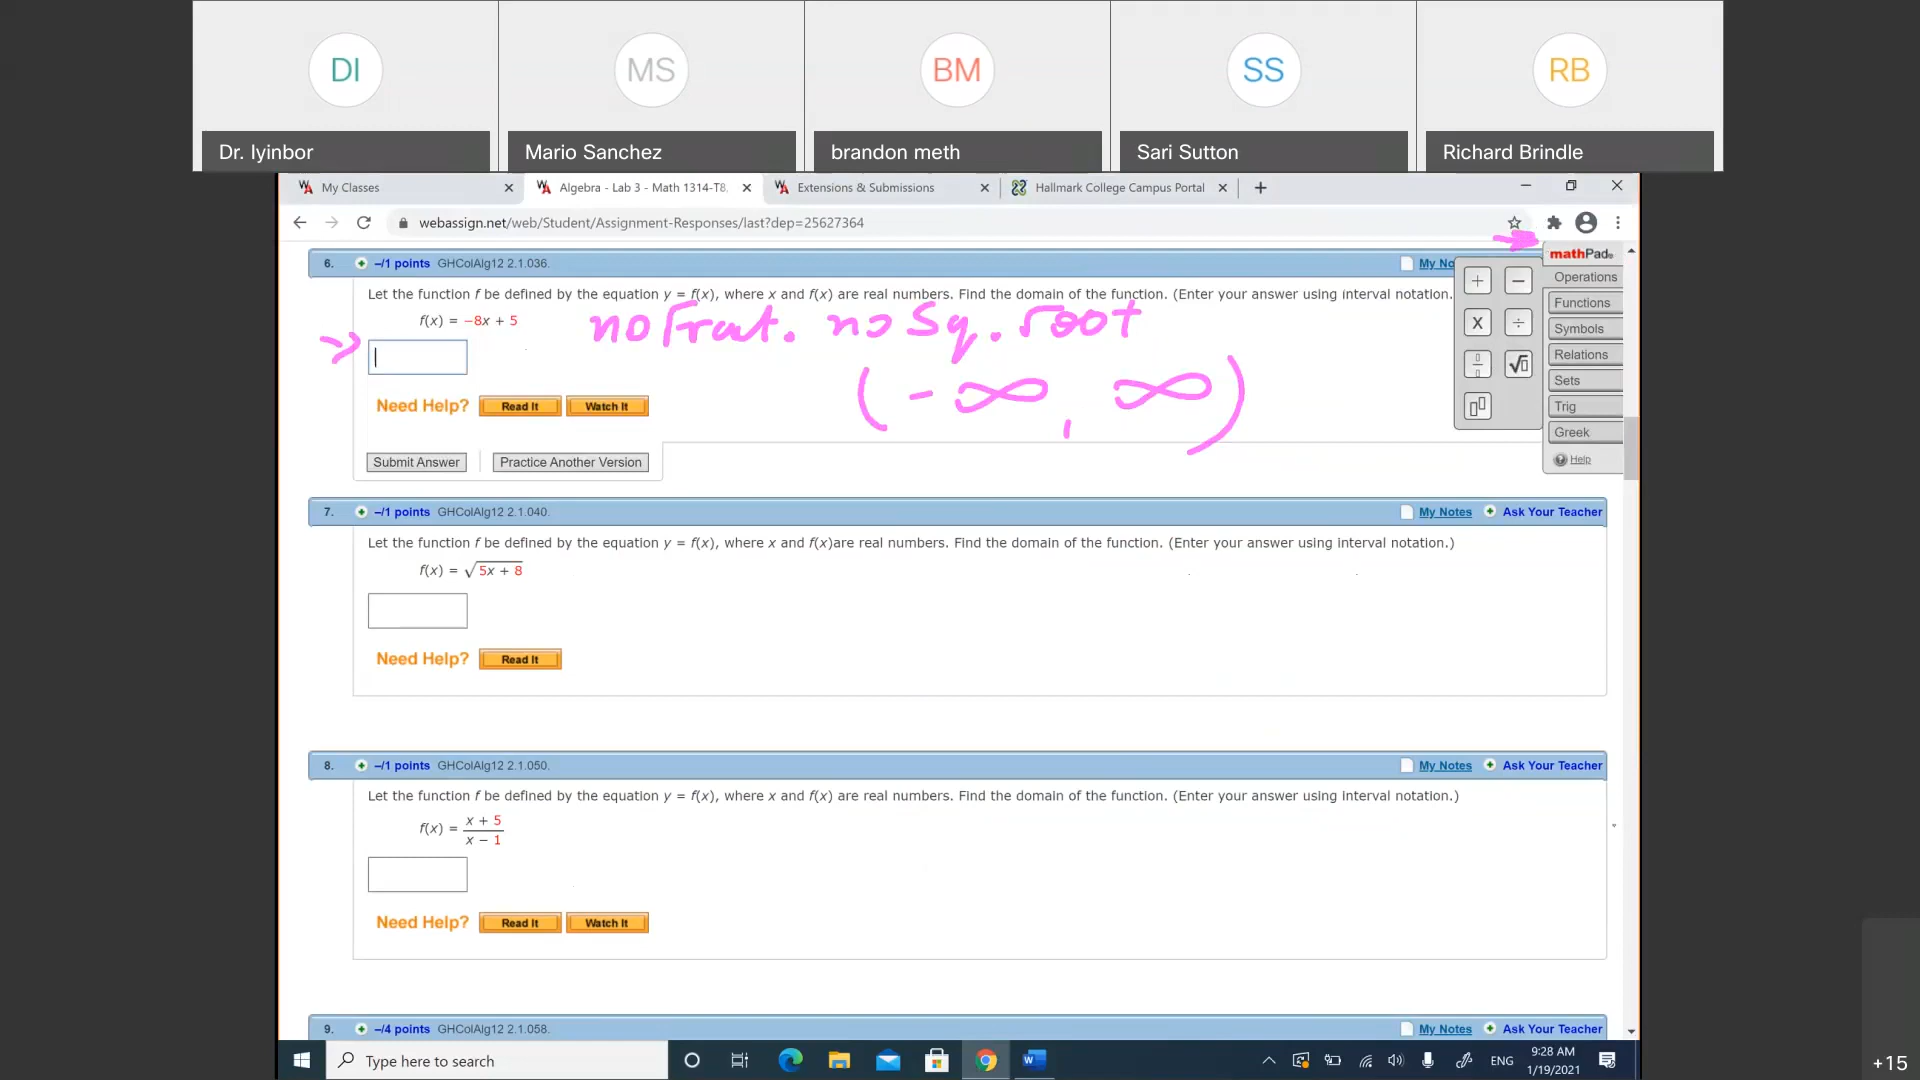 DI MS BM SS RB
Dr. Iyinbor Mario Sanchez brandon meth Sari Sutton Richard Brindle
My Classes Algebra - Lab 3 - Math 1314-T8, Extensions & Submissions Hallmark College Campus Portal
webassign.net/web/Student/Assignment-Responses/last?dep=25627364
6. –/1 points GHColAlg12 2.1.036. My No
mathPad
Operations
Functions
Symbols
Relations
Sets
Trig
Greek
Help
Let the function f be defined by the equation y = f(x), where x and f(x) are real numbers. Find the domain of the function. (Enter your answer using interval notation.
f(x) = −8x + 5
no Frat. no Sq. root
(-∞, ∞)
Need Help? Read It Watch It
Submit Answer Practice Another Version
7. –/1 points GHColAlg12 2.1.040. My Notes Ask Your Teacher
Let the function f be defined by the equation y = f(x), where x and f(x)are real numbers. Find the domain of the function. (Enter your answer using interval notation.)
f(x) = √5x + 8
Need Help? Read It
8. –/1 points GHColAlg12 2.1.050. My Notes Ask Your Teacher
Let the function f be defined by the equation y = f(x), where x and f(x) are real numbers. Find the domain of the function. (Enter your answer using interval notation.)
x + 5
f(x) =
x − 1
Need Help? Read It Watch It
9. –/4 points GHColAlg12 2.1.058. My Notes Ask Your Teacher
Type here to search
ENG
9:28 AM
1/19/2021
+15